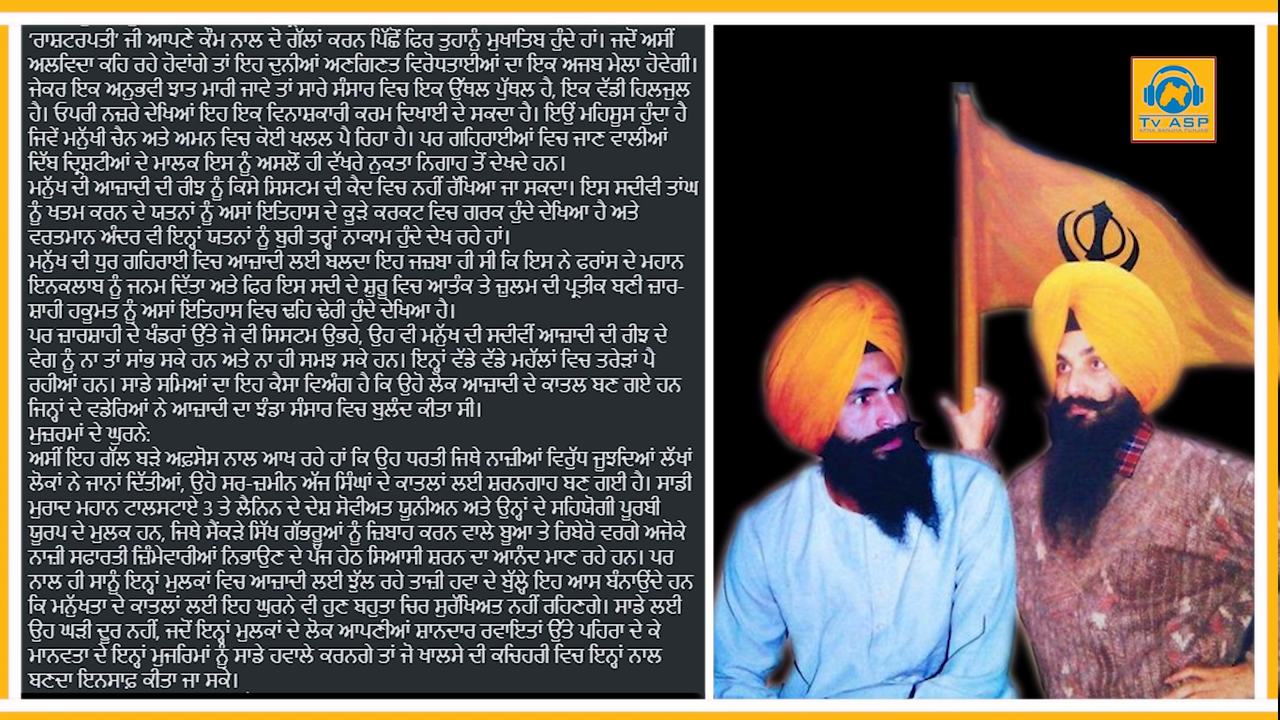 'ਰਾਸ਼ਟਰਪਤੀ' ਜੀ ਆਪਣੇ ਕੌਮ ਨਾਲ ਦੋ ਗੱਲਾਂ ਕਰਨ ਪਿੱਛੋਂ ਫਿਰ ਤੁਹਾਨੂੰ ਮੁਖਾਤਿਬ ਹੁੰਦੇ ਹਾਂ। ਜਦੋਂ ਅਸੀਂ
ਅਲਵਿਦਾ ਕਹਿ ਰਹੇ ਹੋਵਾਂਗੇ ਤਾਂ ਇਹ ਦੁਨੀਆਂ ਅਣਗਿਣਤ ਵਿਰੋਧਤਾਈਆਂ ਦਾ ਇਕ ਅਜਬ ਮੇਲਾ ਹੋਵੇਗੀ।
ਜੇਕਰ ਇਕ ਅਨੁਭਵੀ ਝਾਤ ਮਾਰੀ ਜਾਵੇ ਤਾਂ ਸਾਰੇ ਸੰਸਾਰ ਵਿਚ ਇਕ ਉੱਥਲ ਪੁੱਥਲ ਹੈ, ਇਕ ਵੱਡੀ ਹਿਲਜੁਲ
ਹੈ। ਓਪਰੀ ਨਜ਼ਰੇ ਦੇਖਿਆਂ ਇਹ ਇਕ ਵਿਨਾਸ਼ਕਾਰੀ ਕਰਮ ਦਿਖਾਈ ਦੇ ਸਕਦਾ ਹੈ। ਇਉਂ ਮਹਿਸੂਸ ਹੁੰਦਾ ਹੈ
ਜਿਵੇਂ ਮਨੁੱਖੀ ਚੈਨ ਅਤੇ ਅਮਨ ਵਿਚ ਕੋਈ ਖਲਲ ਪੈ ਰਿਹਾ ਹੈ। ਪਰ ਗਹਿਰਾਈਆਂ ਵਿਚ ਜਾਣ ਵਾਲੀਆਂ
ਦਿੱਬ ਦ੍ਰਿਸ਼ਟੀਆਂ ਦੇ ਮਾਲਕ ਇਸ ਨੂੰ ਅਸਲੋਂ ਹੀ ਵੱਖਰੇ ਨੁਕਤਾ ਨਿਗਾਹ ਤੋਂ ਦੇਖਦੇ ਹਨ।
ਮਨੁੱਖ ਦੀ ਆਜ਼ਾਦੀ ਦੀ ਰੀਝ ਨੂੰ ਕਿਸੇ ਸਿਸਟਮ ਦੀ ਕੈਦ ਵਿਚ ਨਹੀਂ ਰੱਖਿਆ ਜਾ ਸਕਦਾ। ਇਸ ਸਦੀਵੀ ਤਾਂਘ
ਨੂੰ ਖਤਮ ਕਰਨ ਦੇ ਯਤਨਾਂ ਨੂੰ ਅਸਾਂ ਇਤਿਹਾਸ ਦੇ ਕੂੜੇ ਕਰਕਟ ਵਿਚ ਗਰਕ ਹੁੰਦੇ ਦੇਖਿਆ ਹੈ ਅਤੇ
ਵਰਤਮਾਨ ਅੰਦਰ ਵੀ ਇਨ੍ਹਾਂ ਯਤਨਾਂ ਨੂੰ ਬੁਰੀ ਤਰ੍ਹਾਂ ਨਾਕਾਮ ਹੁੰਦੇ ਦੇਖ ਰਹੇ ਹਾਂ।
ਮਨੁੱਖ ਦੀ ਧੁਰ ਗਹਿਰਾਈ ਵਿਚ ਆਜ਼ਾਦੀ ਲਈ ਬਲਦਾ ਇਹ ਜਜ਼ਬਾ ਹੀ ਸੀ ਕਿ ਇਸ ਨੇ ਫਰਾਂਸ ਦੇ ਮਹਾਨ
ਇਨਕਲਾਬ ਨੂੰ ਜਨਮ ਦਿੱਤਾ ਅਤੇ ਫਿਰ ਇਸ ਸਦੀ ਦੇ ਸ਼ੁਰੂ ਵਿਚ ਆਤੰਕ ਤੇ ਜ਼ੁਲਮ ਦੀ ਪ੍ਰਤੀਕ ਬਣੀ ਜ਼ਾਰ-
ਸ਼ਾਹੀ ਹਕੂਮਤ ਨੂੰ ਅਸਾਂ ਇਤਿਹਾਸ ਵਿਚ ਢਹਿ ਢੇਰੀ ਹੁੰਦੇ ਦੇਖਿਆ ਹੈ।
ਪਰ ਜ਼ਾਰਸ਼ਾਹੀ ਦੇ ਖੰਡਰਾਂ ਉੱਤੇ ਜੋ ਵੀ ਸਿਸਟਮ ਉਭਰੇ, ਉਹ ਵੀ ਮਨੁੱਖ ਦੀ ਸਦੀਵੀਂ ਆਜ਼ਾਦੀ ਦੀ ਰੀਝ ਦੇ
ਵੇਗ ਨੂੰ ਨਾ ਤਾਂ ਸਾਂਭ ਸਕੇ ਹਨ ਅਤੇ ਨਾ ਹੀ ਸਮਝ ਸਕੇ ਹਨ। ਇਨ੍ਹਾਂ ਵੱਡੇ ਵੱਡੇ ਮਹੱਲਾਂ ਵਿਚ ਤਰੇੜਾਂ ਪੈ
ਰਹੀਆਂ ਹਨ। ਸਾਡੇ ਸਮਿਆਂ ਦਾ ਇਹ ਕੈਸਾ ਵਿਅੰਗ ਹੈ ਕਿ ਉਹੋ ਲੋਕ ਆਜ਼ਾਦੀ ਦੇ ਕਾਤਲ ਬਣ ਗਏ ਹਨ
ਜਿਨ੍ਹਾਂ ਦੇ ਵਡੇਰਿਆਂ ਨੇ ਆਜ਼ਾਦੀ ਦਾ ਝੰਡਾ ਸੰਸਾਰ ਵਿਚ ਬੁਲੰਦ ਕੀਤਾ ਸੀ।
ਮੁਜ਼ਰਮਾਂ ਦੇ ਘੁਰਨੇ:
ਅਸੀਂ ਇਹ ਗੱਲ ਬੜੇ ਅਫ਼ਸੋਸ ਨਾਲ ਆਖ ਰਹੇ ਹਾਂ ਕਿ ਉਹ ਧਰਤੀ ਜਿਥੇ ਨਾਜ਼ੀਆਂ ਵਿਰੁੱਧ ਜੂਝਦਿਆਂ ਲੱਖਾਂ
ਲੋਕਾਂ ਨੇ ਜਾਨਾਂ ਦਿੱਤੀਆਂ, ਉਹੋ ਸਰ-ਜ਼ਮੀਨ ਅੱਜ ਸਿੰਘਾਂ ਦੇ ਕਾਤਲਾਂ ਲਈ ਸ਼ਰਨਗਾਹ ਬਣ ਗਈ ਹੈ। ਸਾਡੀ
ਮੁਰਾਦ ਮਹਾਨ ਟਾਲਸਟਾਏ 3 ਤੇ ਲੈਨਿਨ ਦੇ ਦੇਸ਼ ਸੋਵੀਅਤ ਯੂਨੀਅਨ ਅਤੇ ਉਨ੍ਹਾਂ ਦੇ ਸਹਿਯੋਗੀ ਪੂਰਬੀ
ਯੂਰਪ ਦੇ ਮੁਲਕ ਹਨ, ਜਿਥੇ ਸੈਂਕੜੇ ਸਿੱਖ ਗੱਭਰੂਆਂ ਨੂੰ ਜ਼ਿਬਾਹ ਕਰਨ ਵਾਲੇ ਬੂਆ ਤੇ ਰਿਬੇਰੋ ਵਰਗੇ ਅਜੋਕੇ
ਨਾਜ਼ੀ ਸਫਾਰਤੀ ਜ਼ਿੰਮੇਵਾਰੀਆਂ ਨਿਭਾਉਣ ਦੇ ਪੱਜ ਹੇਠ ਸਿਆਸੀ ਸ਼ਰਨ ਦਾ ਆਨੰਦ ਮਾਣ ਰਹੇ ਹਨ। ਪਰ
ਨਾਲ ਹੀ ਸਾਨੂੰ ਇਨ੍ਹਾਂ ਮੁਲਕਾਂ ਵਿਚ ਆਜ਼ਾਦੀ ਲਈ ਝੁੱਲ ਰਹੇ ਤਾਜ਼ੀ ਹਵਾ ਦੇ ਬੁੱਲ੍ਹੇ ਇਹ ਆਸ ਬੰਨਾਉਂਦੇ ਹਨ
ਕਿ ਮਨੁੱਖਤਾ ਦੇ ਕਾਤਲਾਂ ਲਈ ਇਹ ਘੁਰਨੇ ਵੀ ਹੁਣ ਬਹੁਤਾ ਚਿਰ ਸੁਰੱਖਿਅਤ ਨਹੀਂ ਰਹਿਣਗੇ। ਸਾਡੇ ਲਈ
ਉਹ ਘੜੀ ਦੂਰ ਨਹੀਂ, ਜਦੋਂ ਇਨ੍ਹਾਂ ਮੁਲਕਾਂ ਦੇ ਲੋਕ ਆਪਣੀਆਂ ਸ਼ਾਨਦਾਰ ਰਵਾਇਤਾਂ ਉੱਤੇ ਪਹਿਰਾ ਦੇ ਕੇ
ਮਾਨਵਤਾ ਦੇ ਇਨ੍ਹਾਂ ਮੁਜਰਿਮਾਂ ਨੂੰ ਸਾਡੇ ਹਵਾਲੇ ਕਰਨਗੇ ਤਾਂ ਜੋ ਖਾਲਸੇ ਦੀ ਕਚਿਹਰੀ ਵਿਚ ਇਨ੍ਹਾਂ ਨਾਲ
ਬਣਦਾ ਇਨਸਾਫ਼ ਕੀਤਾ ਜਾ ਸਕੇ।
Tv ASP
APNA SANJHA PUNJAB